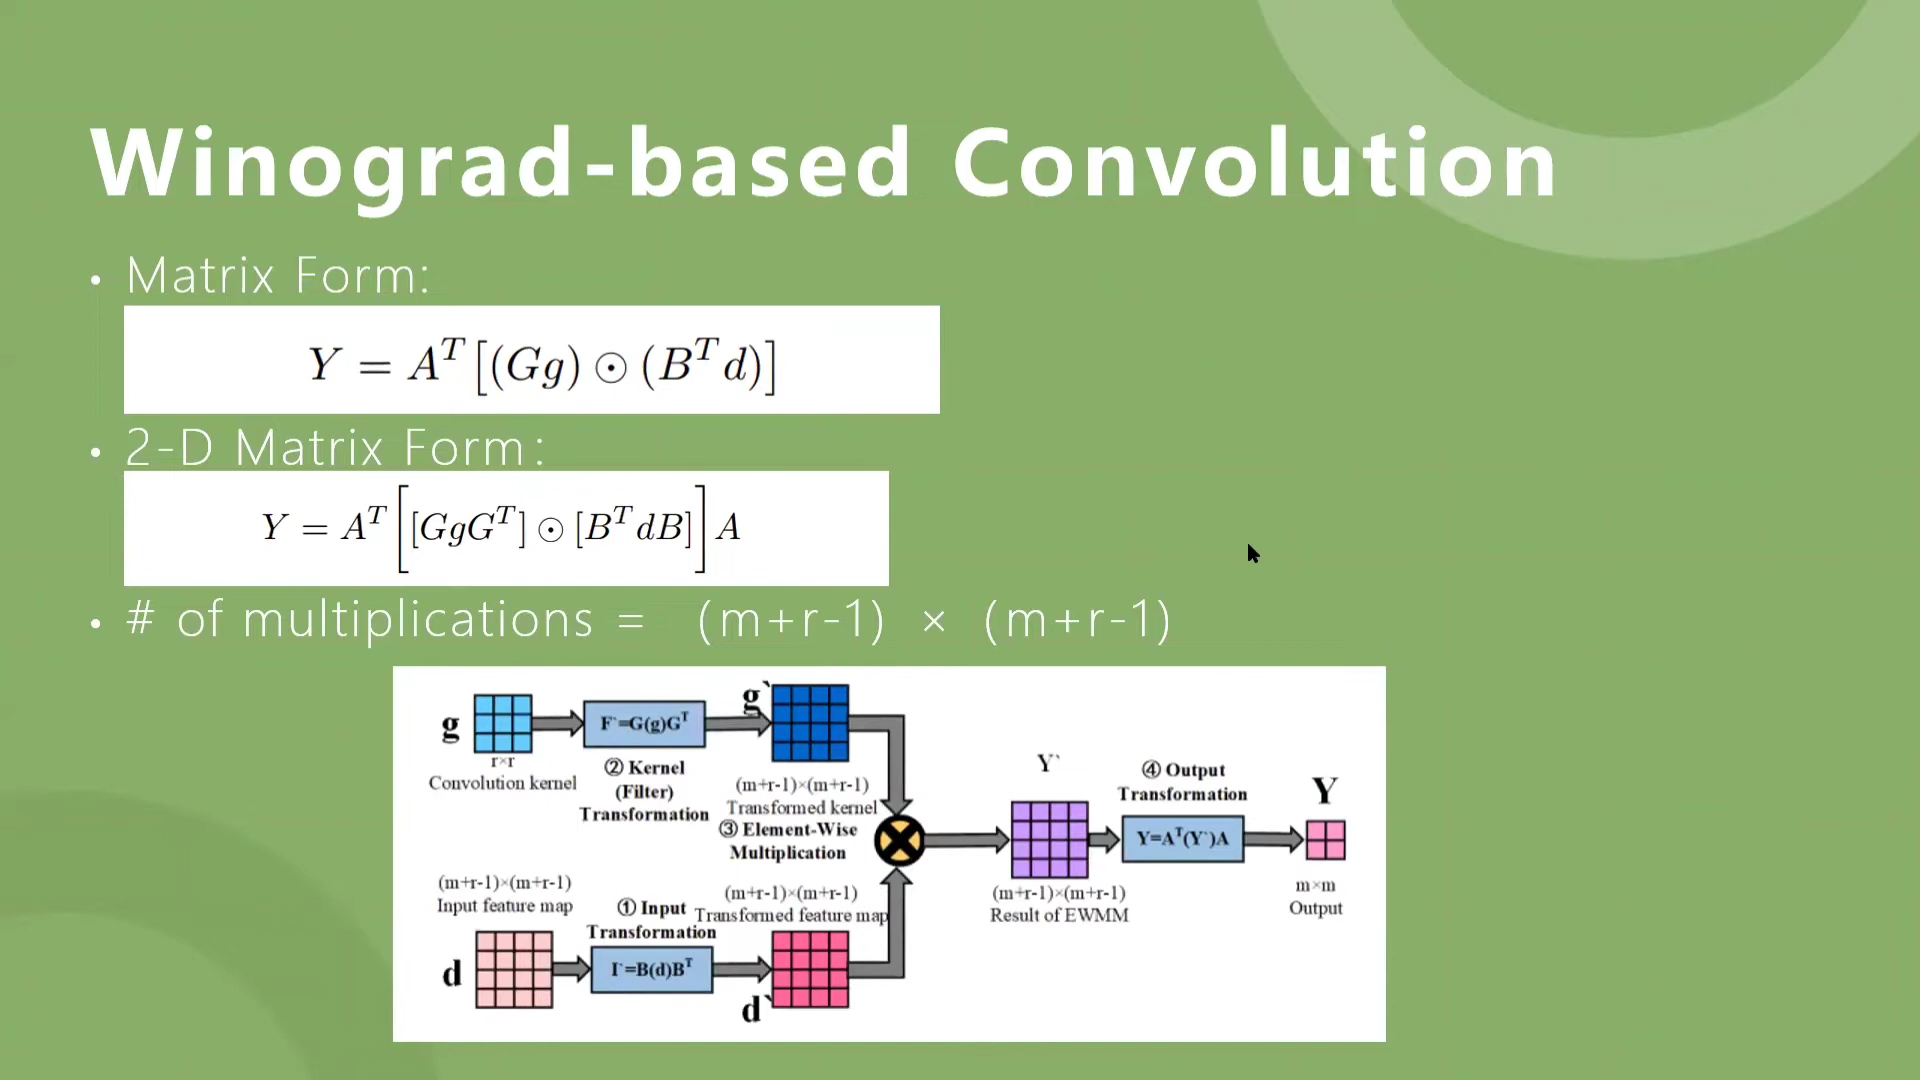 Winograd-based Convolution
• Matrix Form:
Y = A^T [(Gg) ⊙ (B^T d)]
• 2-D Matrix Form:
Y = A^T [[GgG^T] ⊙ [B^T dB]] A
• # of multiplications = (m+r-1) × (m+r-1)
g
r×r
Convolution kernel
F`=G(g)G^T
② Kernel
(Filter)
Transformation
g`
(m+r-1)×(m+r-1)
Transformed kernel
③ Element-Wise
Multiplication
(m+r-1)×(m+r-1)
Input feature map
d
① Input
Transformation
I`=B(d)B^T
(m+r-1)×(m+r-1)
Transformed feature map
d`
Y`
(m+r-1)×(m+r-1)
Result of EWMM
④ Output
Transformation
Y=A^T(Y`)A
Y
m×m
Output